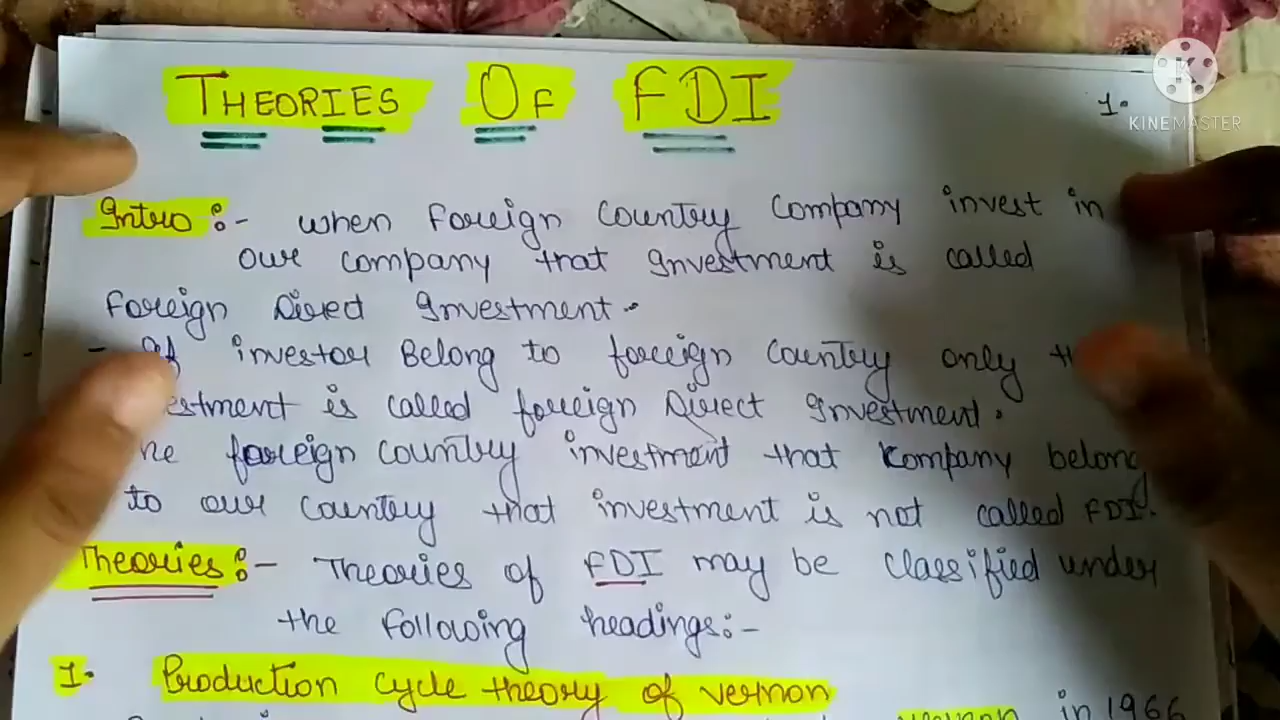 THEORIES OF FDI
1.
KINEMASTER
Intro :- when foreign country company invest in
our company that Investment is called
foreign Direct Investment.
- If investor Belong to foreign country only
estment is called foreign Direct Investment.
foreign country investment that company belong
to our country that investment is not called FDI.
Theories :- Theories of FDI may be classified under
the following headings:-
1. Production cycle theory of vernon
vernon in 1966